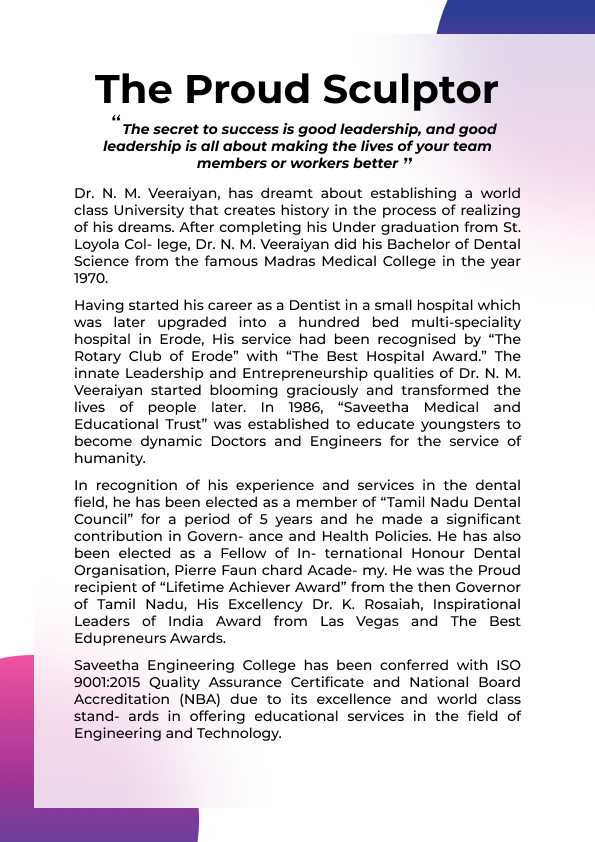 The Proud Sculptor
“ The secret to success is good leadership, and good
leadership is all about making the lives of your team
members or workers better ”
Dr. N. M. Veeraiyan, has dreamt about establishing a world
class University that creates history in the process of realizing
of his dreams. After completing his Under graduation from St.
Loyola Col- lege, Dr. N. M. Veeraiyan did his Bachelor of Dental
Science from the famous Madras Medical College in the year
1970.
Having started his career as a Dentist in a small hospital which
was later upgraded into a hundred bed multi-speciality
hospital in Erode, His service had been recognised by “The
Rotary Club of Erode” with “The Best Hospital Award.” The
innate Leadership and Entrepreneurship qualities of Dr. N. M.
Veeraiyan started blooming graciously and transformed the
lives of people later. In 1986, “Saveetha Medical and
Educational Trust” was established to educate youngsters to
become dynamic Doctors and Engineers for the service of
humanity.
In recognition of his experience and services in the dental
field, he has been elected as a member of “Tamil Nadu Dental
Council” for a period of 5 years and he made a significant
contribution in Govern- ance and Health Policies. He has also
been elected as a Fellow of In- ternational Honour Dental
Organisation, Pierre Faun chard Acade- my. He was the Proud
recipient of “Lifetime Achiever Award” from the then Governor
of Tamil Nadu, His Excellency Dr. K. Rosaiah, Inspirational
Leaders of India Award from Las Vegas and The Best
Edupreneurs Awards.
Saveetha Engineering College has been conferred with ISO
9001:2015 Quality Assurance Certificate and National Board
Accreditation (NBA) due to its excellence and world class
stand- ards in offering educational services in the field of
Engineering and Technology.